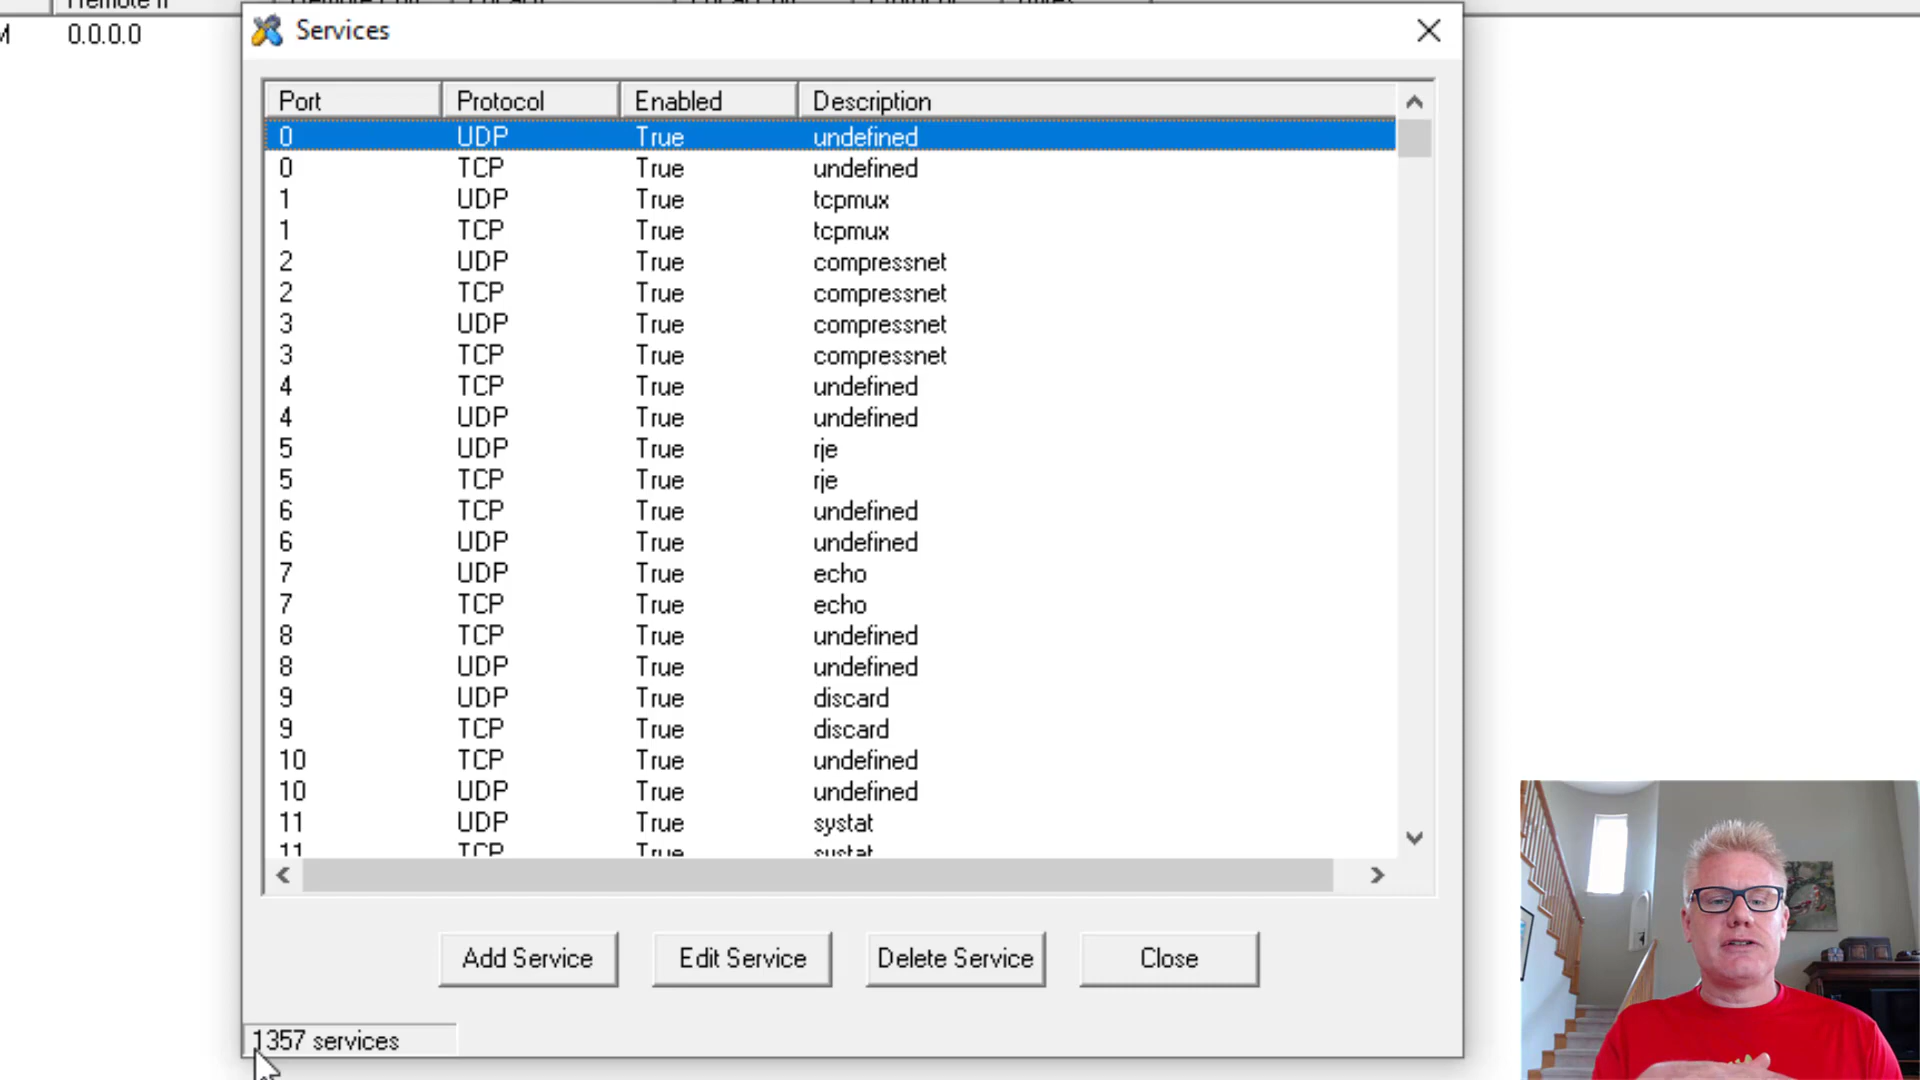 Services
0.0.0.0
Port Protocol Enabled Description
0 UDP True undefined
0 TCP True undefined
1 UDP True tcpmux
1 TCP True tcpmux
2 UDP True compressnet
2 TCP True compressnet
3 UDP True compressnet
3 TCP True compressnet
4 TCP True undefined
4 UDP True undefined
5 UDP True rje
5 TCP True rje
6 TCP True undefined
6 UDP True undefined
7 UDP True echo
7 TCP True echo
8 TCP True undefined
8 UDP True undefined
9 UDP True discard
9 TCP True discard
10 TCP True undefined
10 UDP True undefined
11 UDP True systat
11 TCP True systat
Add Service Edit Service Delete Service Close
1357 services